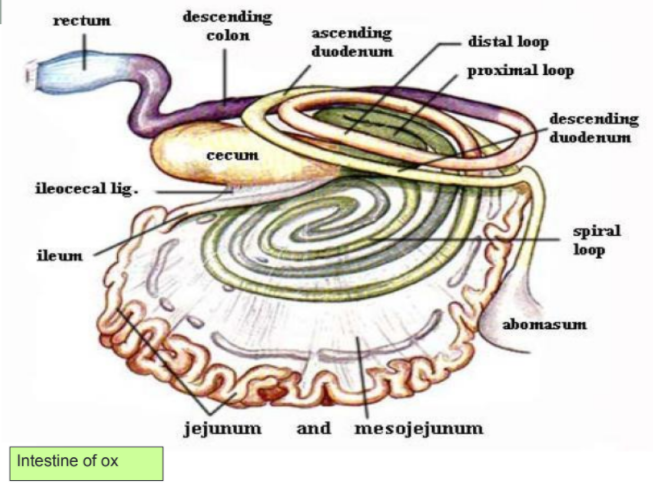 rectum
descending
colon
ascending
duodenum
distal loop
proximal loop
descending
duodenum
cecum
ileocecal lig.
ileum
spiral
loop
abomasum
jejunum and mesojejunum
Intestine of ox